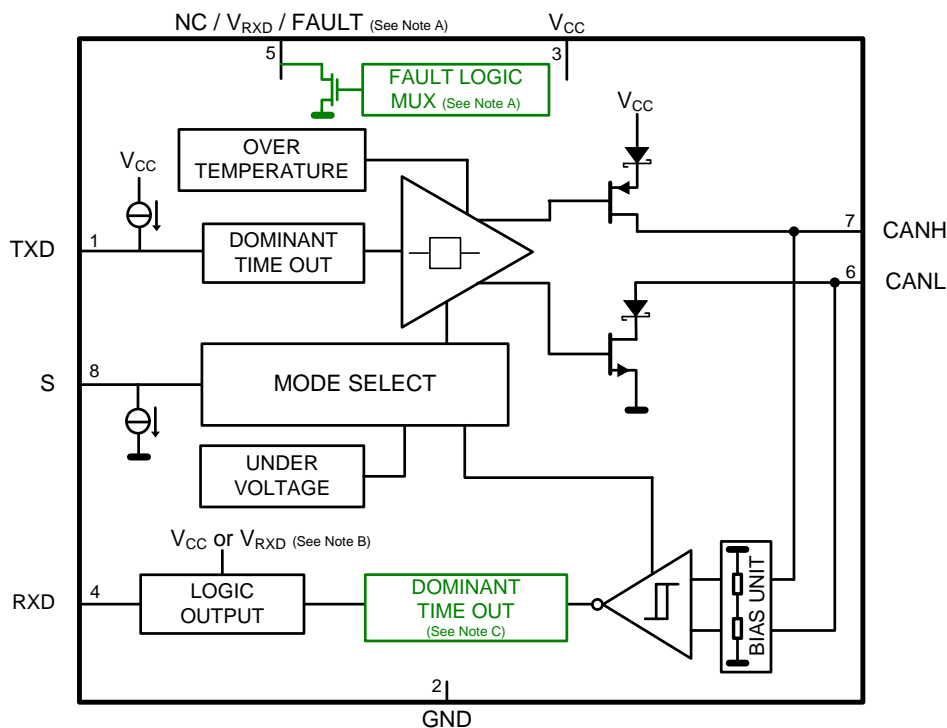 NC / VRXD / FAULT (See Note A)
VCC
5
3
FAULT LOGIC
MUX (See Note A)
VCC
OVER
TEMPERATURE
VCC
TXD
1
DOMINANT
TIME OUT
7
CANH
6
CANL
S
8
MODE SELECT
UNDER
VOLTAGE
VCC or VRXD (See Note B)
RXD
4
LOGIC
OUTPUT
DOMINANT
TIME OUT
(See Note C)
BIAS UNIT
2
GND